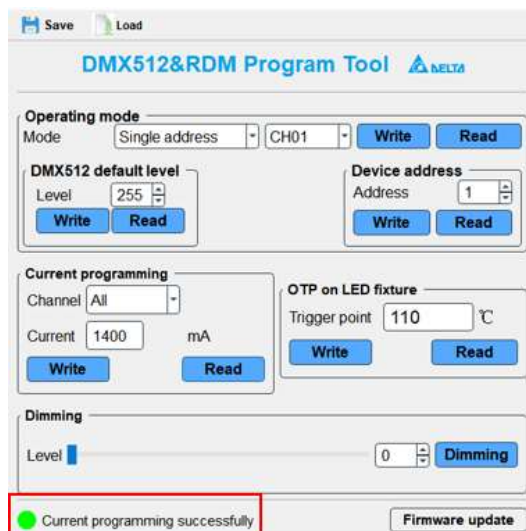 Save Load
DMX512&RDM Program Tool DELTA
Operating mode
Mode Single address CH01 Write Read
DMX512 default level
Level 255
Write Read
Device address
Address 1
Write Read
Current programming
Channel All
Current 1400 mA
Write Read
OTP on LED fixture
Trigger point 110 ℃
Write Read
Dimming
Level 0 Dimming
Current programming successfully
Firmware update